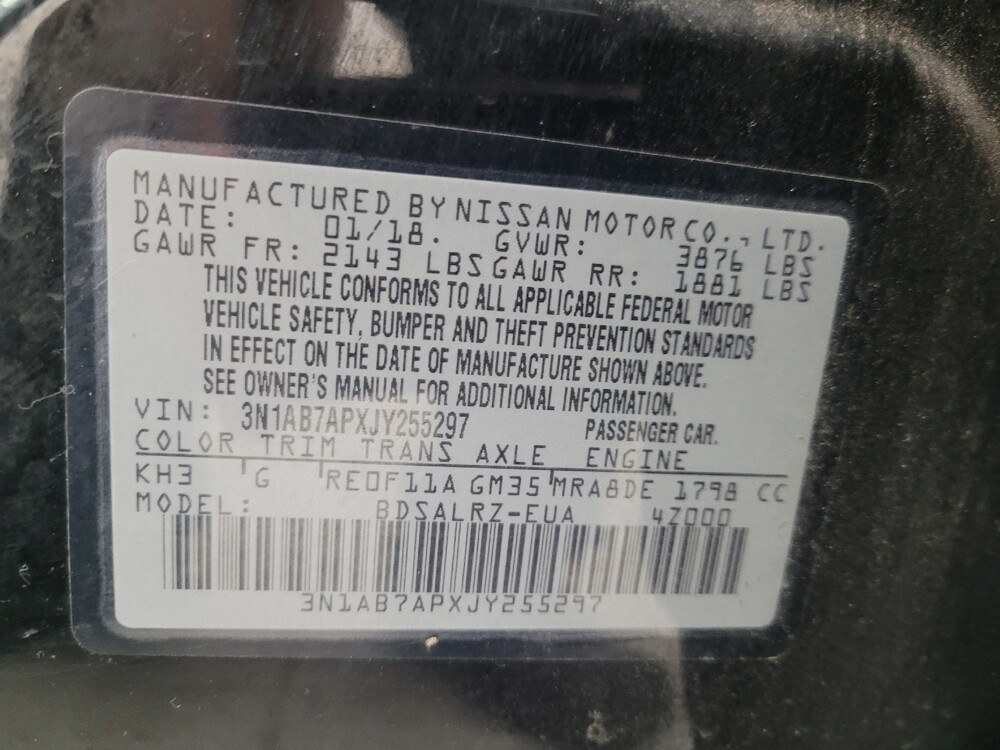 MANUFACTURED BY NISSAN MOTOR CO., LTD.
DATE: 01/18. GVWR: 3876 LBS
GAWR FR: 2143 LBS GAWR RR: 1881 LBS
THIS VEHICLE CONFORMS TO ALL APPLICABLE FEDERAL MOTOR
VEHICLE SAFETY, BUMPER AND THEFT PREVENTION STANDARDS
IN EFFECT ON THE DATE OF MANUFACTURE SHOWN ABOVE.
SEE OWNER'S MANUAL FOR ADDITIONAL INFORMATION.
VIN: 3N1AB7APXJY255297 PASSENGER CAR.
COLOR TRIM TRANS AXLE ENGINE
KH3 G RE0F11A GM35 MRA8DE 1798 CC
MODEL: BDSALRZ-EUA 4Z000
3N1AB7APXJY255297